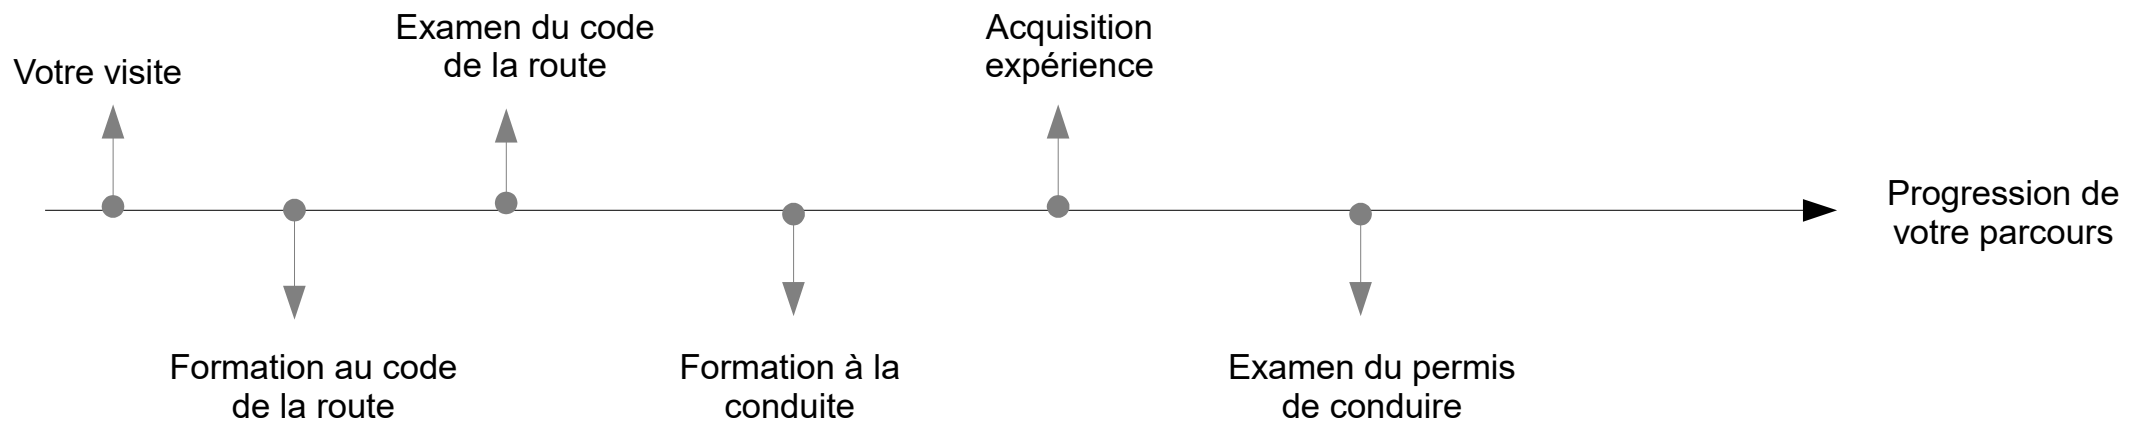 Votre visite
Examen du code
de la route
Acquisition
expérience
Progression de
votre parcours
Formation au code
de la route
Formation à la
conduite
Examen du permis
de conduire